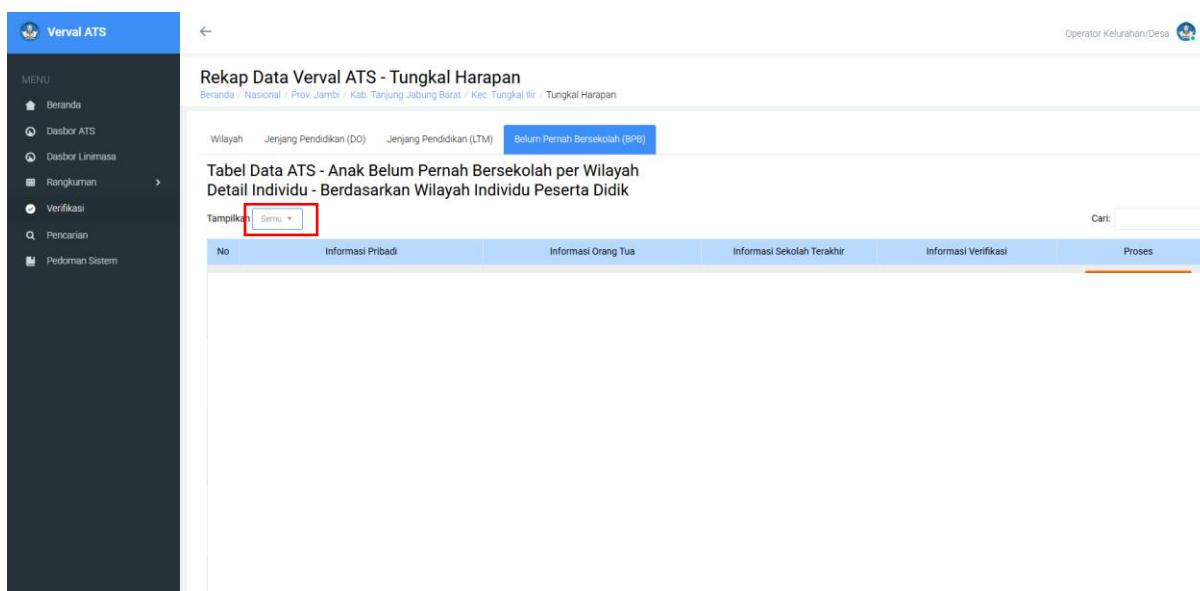 Verval ATS
Operator Kelurahan/Desa
MENU
Beranda
Dasbor ATS
Dasbor Linimasa
Rangkuman
Verifikasi
Pencarian
Pedoman Sistem
Rekap Data Verval ATS - Tungkal Harapan
Beranda / Nasional / Prov. Jambi / Kab. Tanjung Jabung Barat / Kec. Tungkal Ilir / Tungkal Harapan
Wilayah Jenjang Pendidikan (DO) Jenjang Pendidikan (LTM) Belum Pernah Bersekolah (BPB)
Tabel Data ATS - Anak Belum Pernah Bersekolah per Wilayah
Detail Individu - Berdasarkan Wilayah Individu Peserta Didik
Tampilkan Semu Cari:
No Informasi Pribadi Informasi Orang Tua Informasi Sekolah Terakhir Informasi Verifikasi Proses